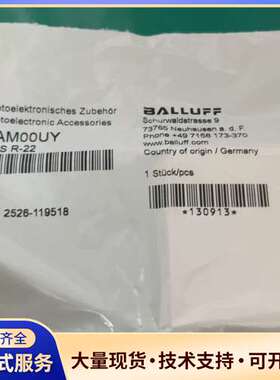 toelektronisches Zubehör
toelectronic Accessories
AM00UY
S R-22
2526-119518
BALLUFF
Schurwaldstrasse 9
73765 Neuhausen a. d. F.
Phone +49 7158 173-370
www.balluff.com
Country of origin / Germany
1 Stück/pcs
*130913*
齐全
式服务
大量现货·技术支持·可开